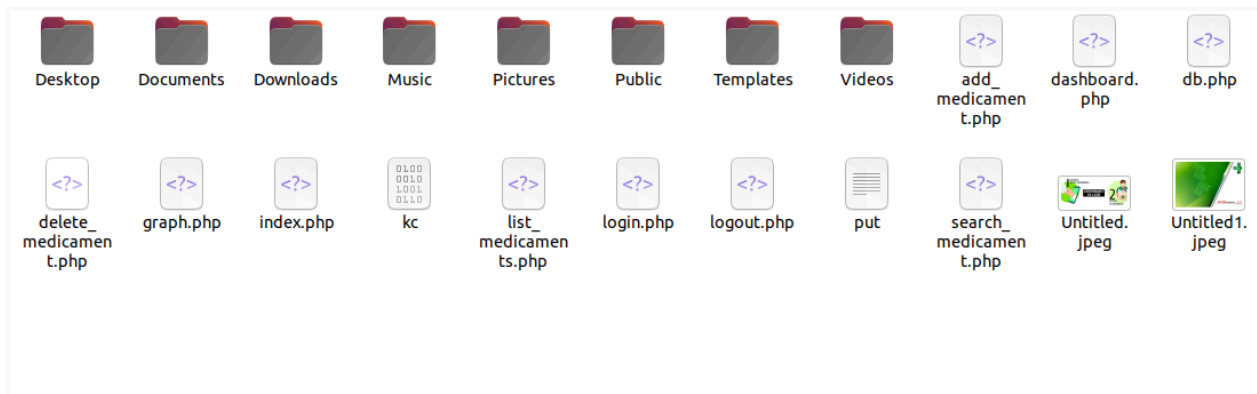 Desktop
Documents
Downloads
Music
Pictures
Public
Templates
Videos
add_
medicamen
t.php
dashboard.
php
db.php
delete_
medicamen
t.php
graph.php
index.php
kc
list_
medicamen
ts.php
login.php
logout.php
put
search_
medicamen
t.php
Untitled.
jpeg
Untitled1.
jpeg